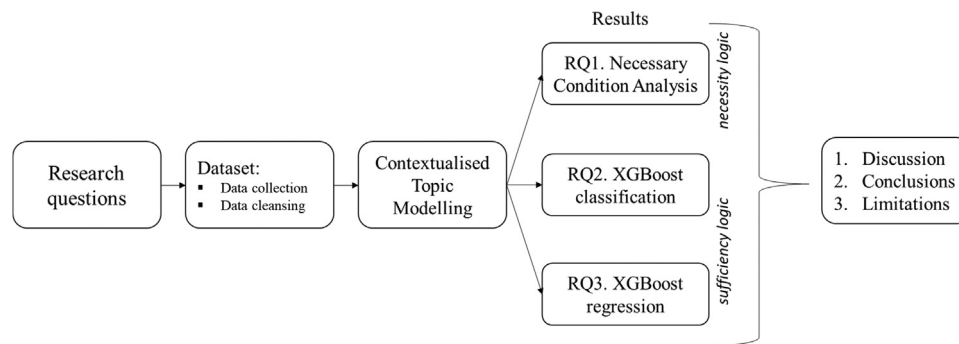 Research
questions
Dataset:
▪ Data collection
▪ Data cleansing
Contextualised
Topic
Modelling
Results
RQ1. Necessary
Condition Analysis
RQ2. XGBoost
classification
RQ3. XGBoost
regression
necessity logic
sufficiency logic
1. Discussion
2. Conclusions
3. Limitations